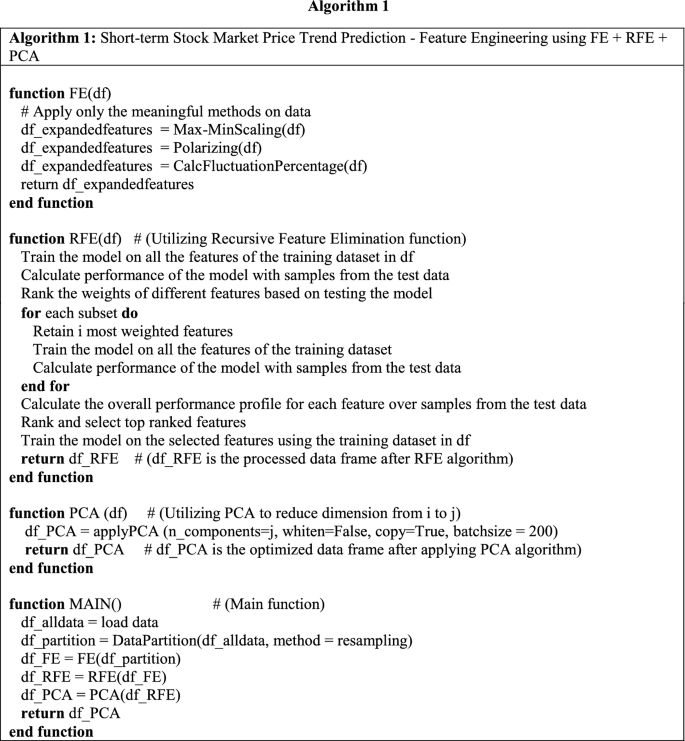 Algorithm 1
Algorithm 1: Short-term Stock Market Price Trend Prediction - Feature Engineering using FE + RFE +
PCA
function FE(df)
# Apply only the meaningful methods on data
df_expandedfeatures = Max-MinScaling(df)
df_expandedfeatures = Polarizing(df)
df_expandedfeatures = CalcFluctuationPercentage(df)
return df_expandedfeatures
end function
function RFE(df) # (Utilizing Recursive Feature Elimination function)
Train the model on all the features of the training dataset in df
Calculate performance of the model with samples from the test data
Rank the weights of different features based on testing the model
for each subset do
Retain i most weighted features
Train the model on all the features of the training dataset
Calculate performance of the model with samples from the test data
end for
Calculate the overall performance profile for each feature over samples from the test data
Rank and select top ranked features
Train the model on the selected features using the training dataset in df
return df_RFE # (df_RFE is the processed data frame after RFE algorithm)
end function
function PCA (df) # (Utilizing PCA to reduce dimension from i to j)
df_PCA = applyPCA (n_components=j, whiten=False, copy=True, batchsize = 200)
return df_PCA # df_PCA is the optimized data frame after applying PCA algorithm)
end function
function MAIN() # (Main function)
df_alldata = load data
df_partition = DataPartition(df_alldata, method = resampling)
df_FE = FE(df_partition)
df_RFE = RFE(df_FE)
df_PCA = PCA(df_RFE)
return df_PCA
end function